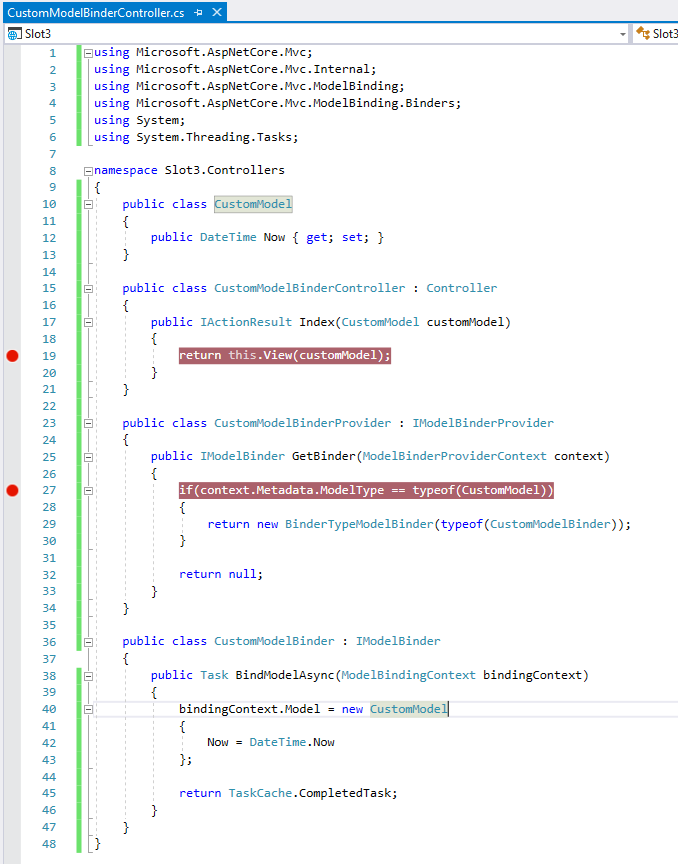 CustomModelBinderController.cs
Slot3
Slot3
1 using Microsoft.AspNetCore.Mvc;
2 using Microsoft.AspNetCore.Mvc.Internal;
3 using Microsoft.AspNetCore.Mvc.ModelBinding;
4 using Microsoft.AspNetCore.Mvc.ModelBinding.Binders;
5 using System;
6 using System.Threading.Tasks;
7
8 namespace Slot3.Controllers
9 {
10     public class CustomModel
11     {
12         public DateTime Now { get; set; }
13     }
14
15     public class CustomModelBinderController : Controller
16     {
17         public IActionResult Index(CustomModel customModel)
18         {
19             return this.View(customModel);
20         }
21     }
22
23     public class CustomModelBinderProvider : IModelBinderProvider
24     {
25         public IModelBinder GetBinder(ModelBinderProviderContext context)
26         {
27             if(context.Metadata.ModelType == typeof(CustomModel))
28             {
29                 return new BinderTypeModelBinder(typeof(CustomModelBinder));
30             }
31
32             return null;
33         }
34     }
35
36     public class CustomModelBinder : IModelBinder
37     {
38         public Task BindModelAsync(ModelBindingContext bindingContext)
39         {
40             bindingContext.Model = new CustomModel
41             {
42                 Now = DateTime.Now
43             };
44
45             return TaskCache.CompletedTask;
46         }
47     }
48 }